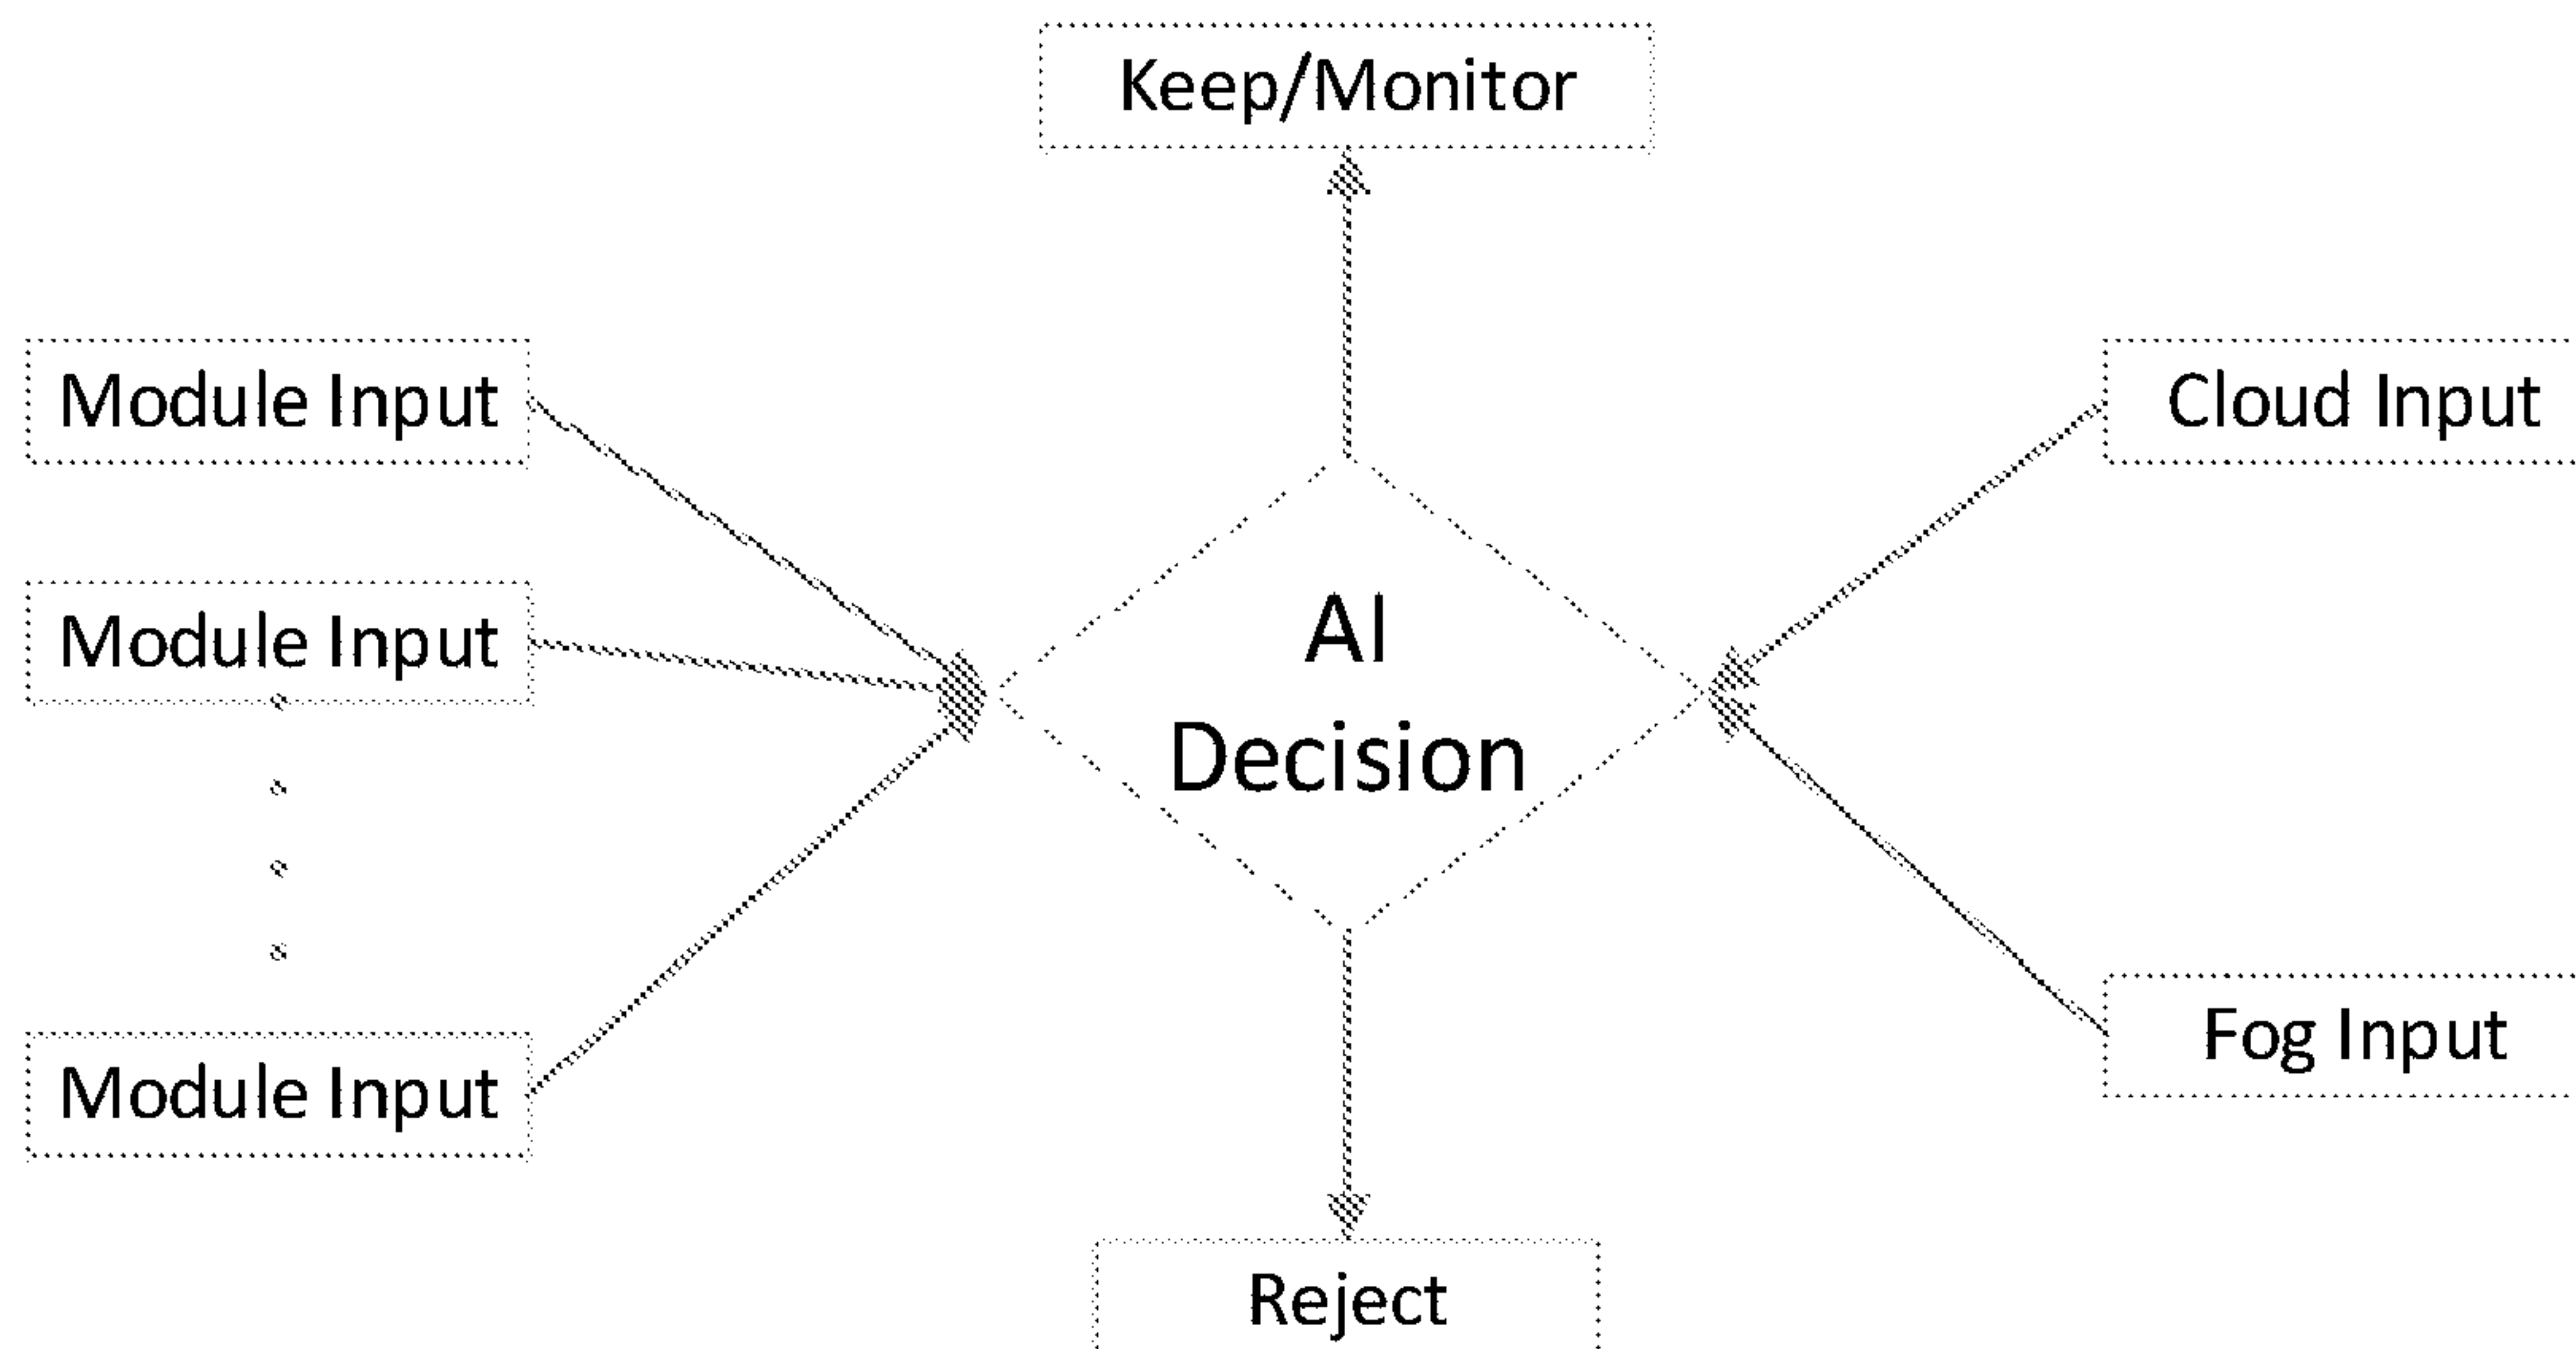 Keep/Monitor
Module Input
Cloud Input
Module Input
AI
Decision
Module Input
Fog Input
Reject